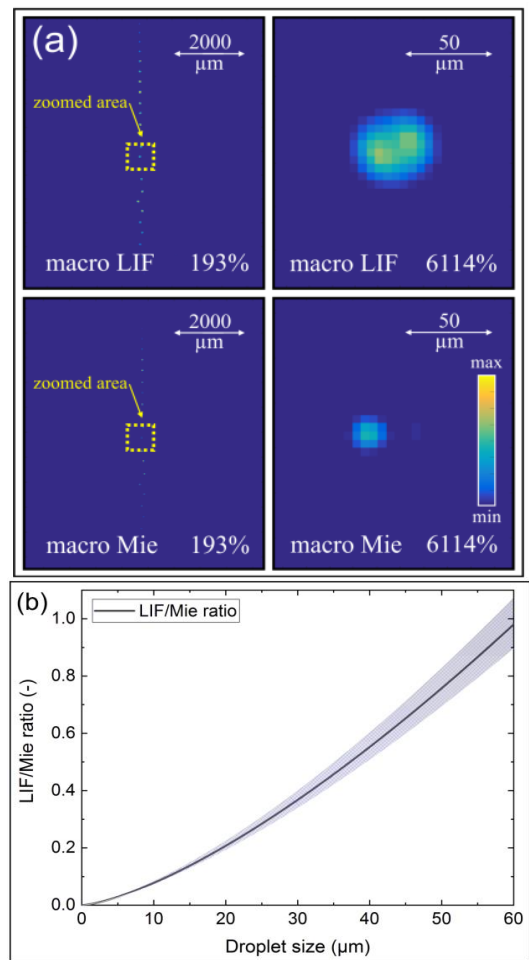 (a)
2000
µm
zoomed area
macro LIF 193%
50
µm
macro LIF 6114%
2000
µm
zoomed area
macro Mie 193%
50
µm
max
min
macro Mie 6114%
(b)
LIF/Mie ratio
LIF/Mie ratio (-)
1.0
0.8
0.6
0.4
0.2
0.0
0 10 20 30 40 50 60
Droplet size (µm)